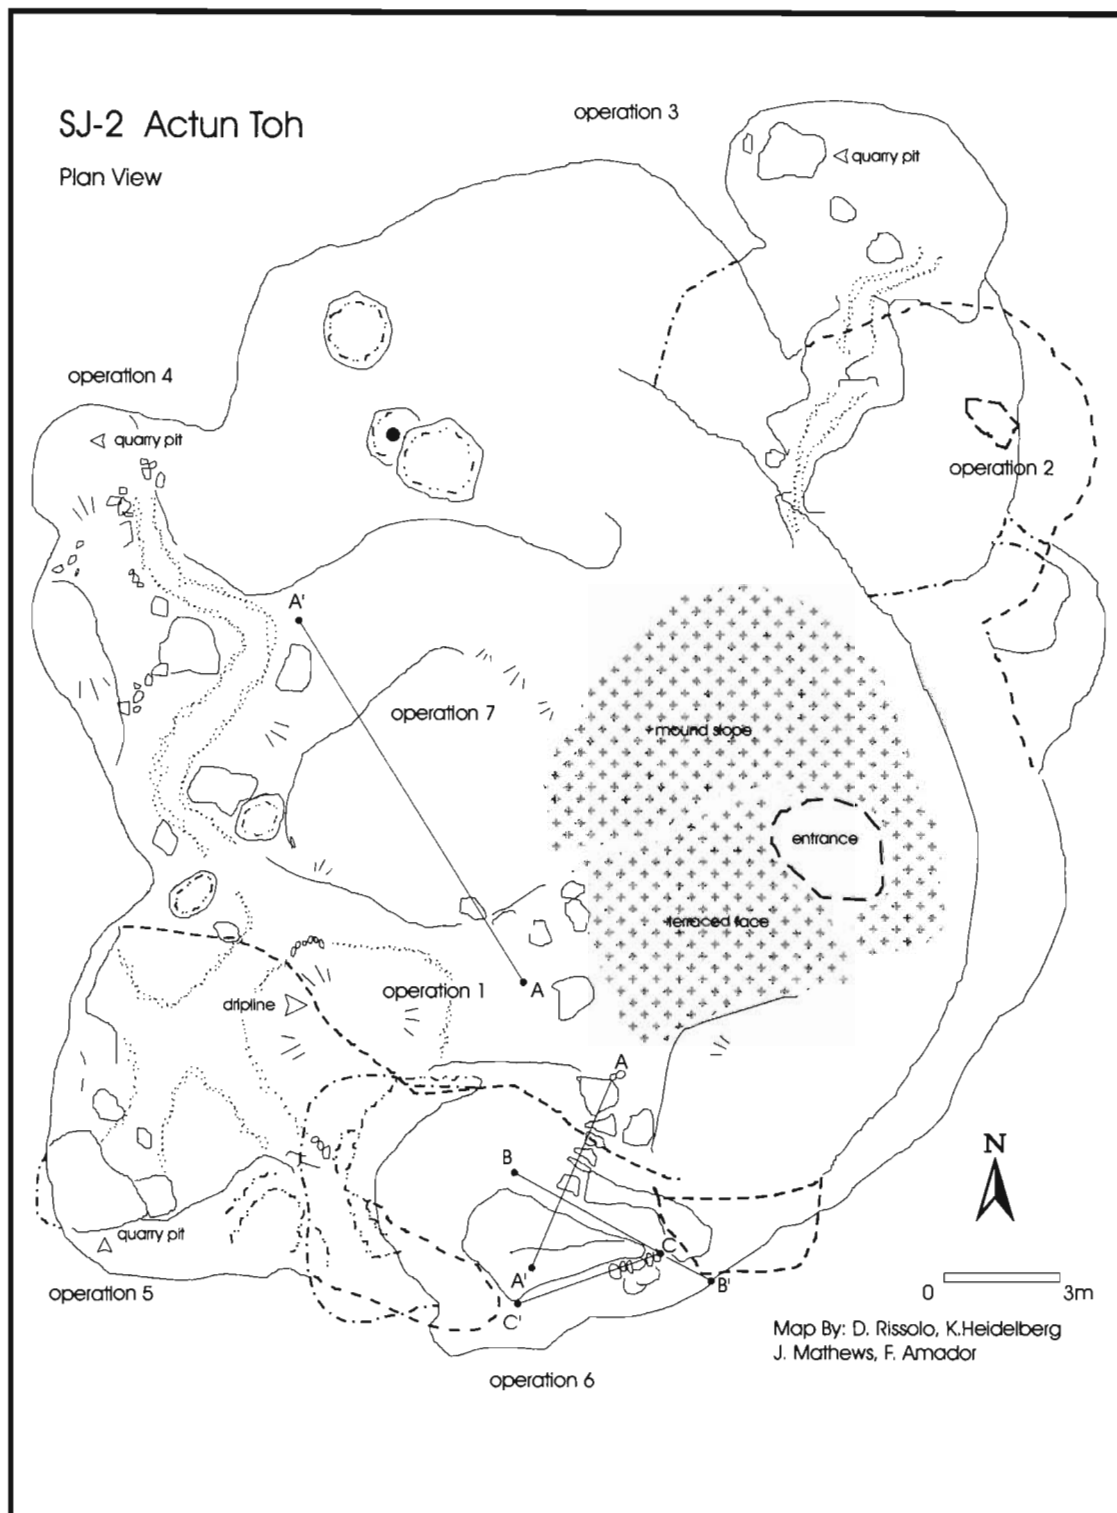 SJ-2 Actun Toh
Plan View
operation 3
quarry pit
operation 4
quarry pit
operation 2
A'
operation 7
mound slope
entrance
terraced face
operation 1
A
dripline
A
B
N
quarry pit
C
A'
B'
C'
operation 5
0 3m
Map By: D. Rissolo, K.Heidelberg
J. Mathews, F. Amador
operation 6